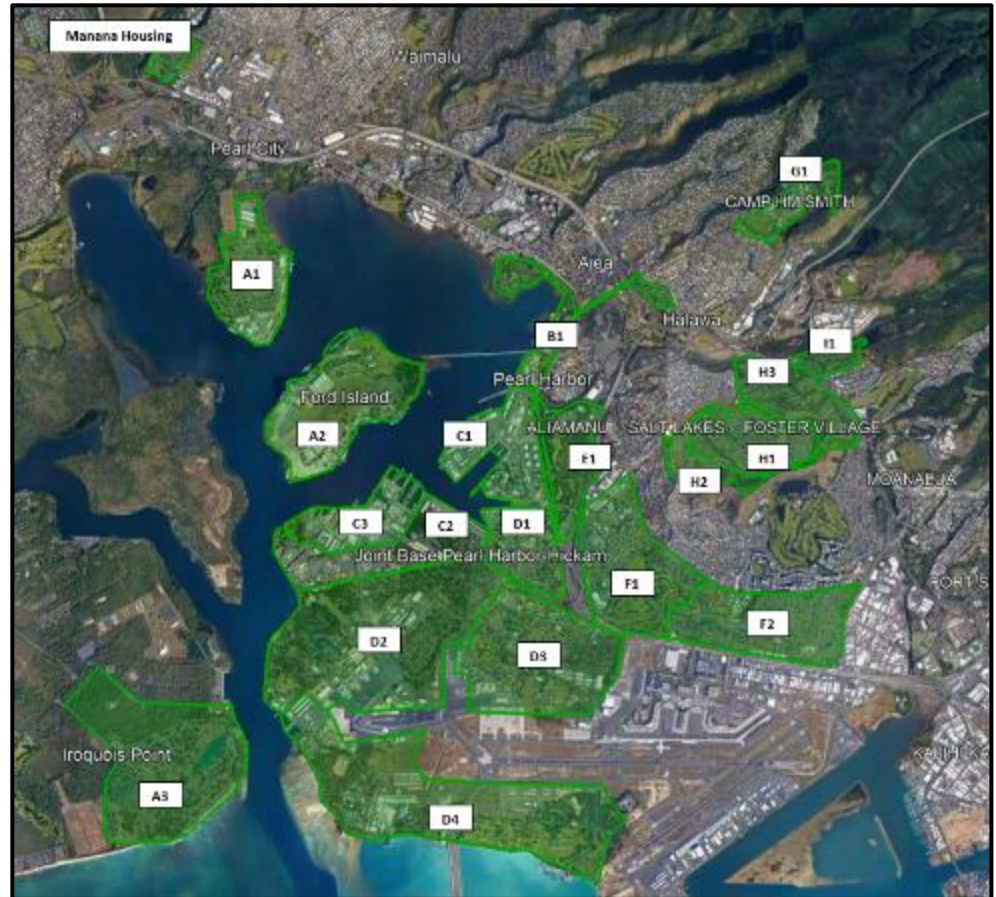 Manana Housing
Waimalu
Pearl City
G1
CAMP HM SMITH
A1
Aiea
Halawa
B1
I1
H3
Pearl Harbor
Ford Island
ALIAMANU
SALT LAKES
FOSTER VILLAGE
A2
C1
E1
H1
H2
MOANALUA
C3
C2
D1
Joint Base Pearl Harbor-Hickam
F1
F2
D2
D3
Iroquois Point
A3
D4